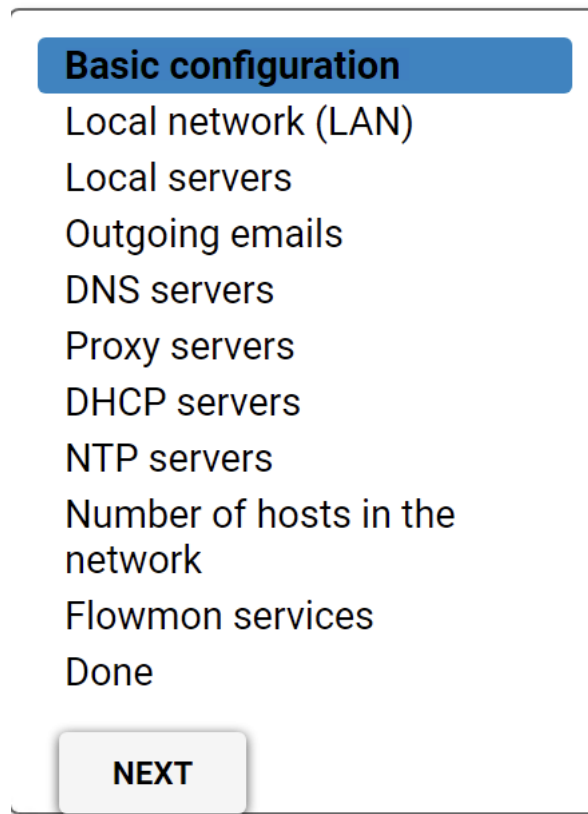 Basic configuration
Local network (LAN)
Local servers
Outgoing emails
DNS servers
Proxy servers
DHCP servers
NTP servers
Number of hosts in the
network
Flowmon services
Done
NEXT